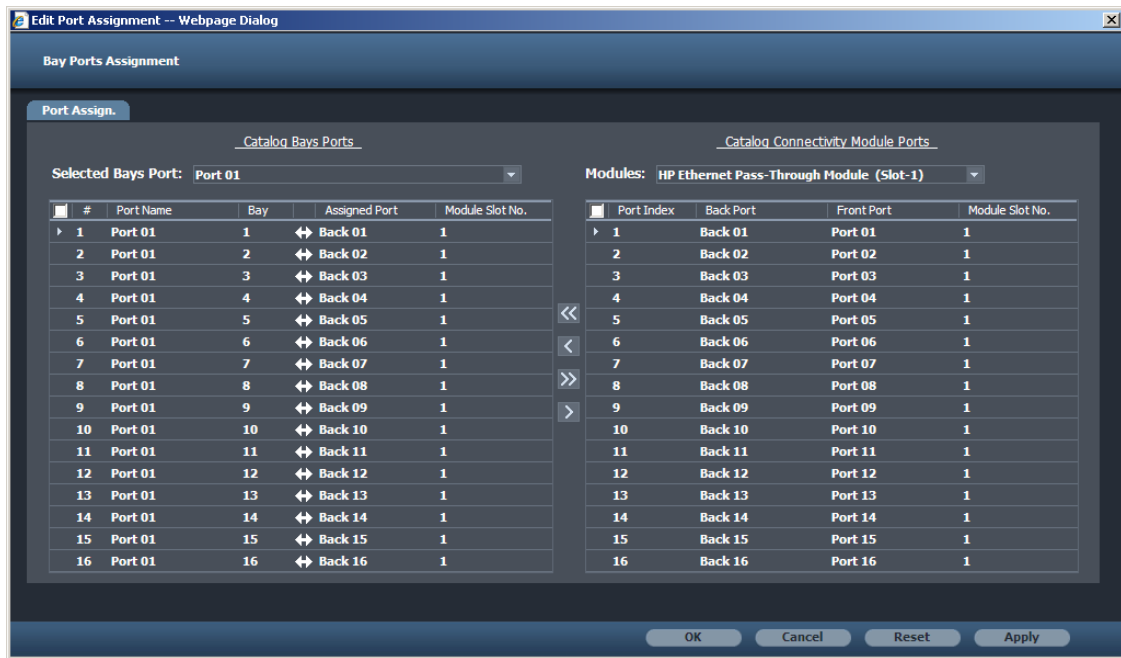 Edit Port Assignment -- Webpage Dialog
Bay Ports Assignment
Port Assign.
Catalog Bays Ports
Selected Bays Port: Port 01
# Port Name Bay Assigned Port Module Slot No.
1 Port 01 1 Back 01 1
2 Port 01 2 Back 02 1
3 Port 01 3 Back 03 1
4 Port 01 4 Back 04 1
5 Port 01 5 Back 05 1
6 Port 01 6 Back 06 1
7 Port 01 7 Back 07 1
8 Port 01 8 Back 08 1
9 Port 01 9 Back 09 1
10 Port 01 10 Back 10 1
11 Port 01 11 Back 11 1
12 Port 01 12 Back 12 1
13 Port 01 13 Back 13 1
14 Port 01 14 Back 14 1
15 Port 01 15 Back 15 1
16 Port 01 16 Back 16 1
Catalog Connectivity Module Ports
Modules: HP Ethernet Pass-Through Module (Slot-1)
Port Index Back Port Front Port Module Slot No.
1 Back 01 Port 01 1
2 Back 02 Port 02 1
3 Back 03 Port 03 1
4 Back 04 Port 04 1
5 Back 05 Port 05 1
6 Back 06 Port 06 1
7 Back 07 Port 07 1
8 Back 08 Port 08 1
9 Back 09 Port 09 1
10 Back 10 Port 10 1
11 Back 11 Port 11 1
12 Back 12 Port 12 1
13 Back 13 Port 13 1
14 Back 14 Port 14 1
15 Back 15 Port 15 1
16 Back 16 Port 16 1
OK Cancel Reset Apply